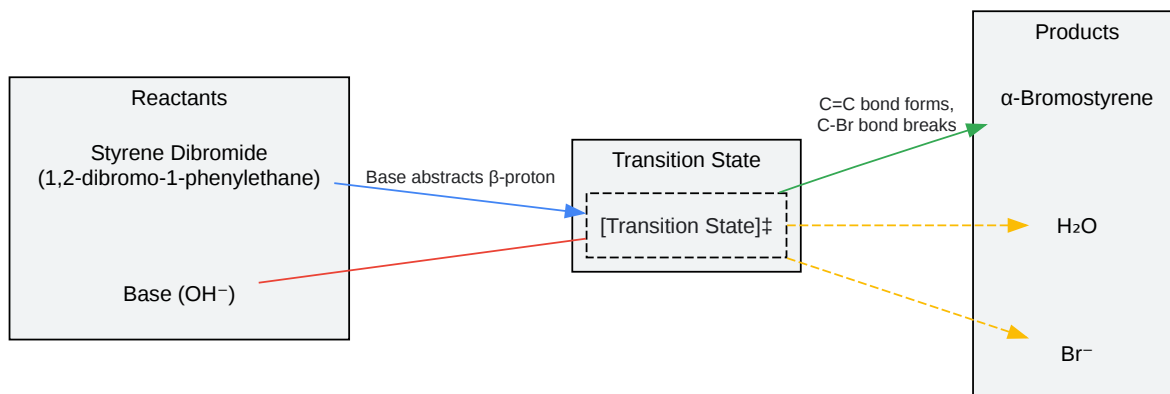 Reactants
Styrene Dibromide
(1,2-dibromo-1-phenylethane)
Base (OH⁻)
Base abstracts β-proton
Transition State
[Transition State]‡
C=C bond forms,
C-Br bond breaks
Products
α-Bromostyrene
H₂O
Br⁻